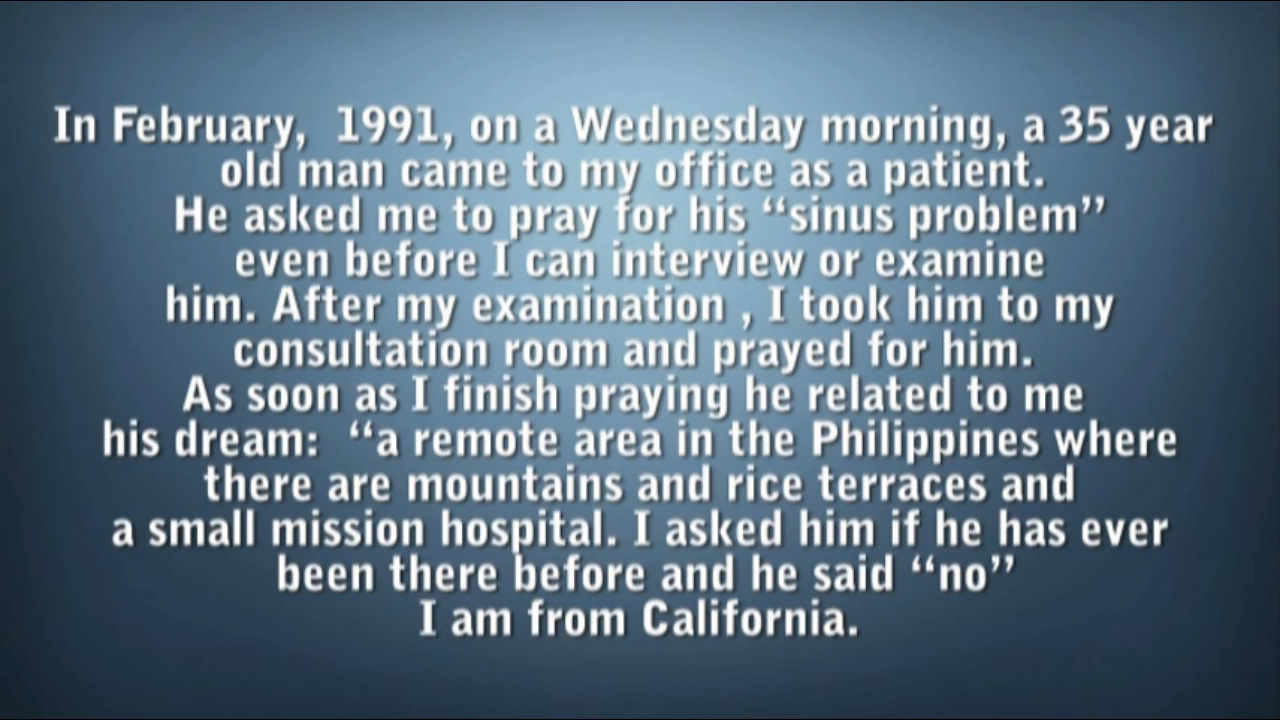 In February,  1991, on a Wednesday morning, a 35 year
old man came to my office as a patient.
He asked me to pray for his “sinus problem”
even before I can interview or examine
him. After my examination , I took him to my
consultation room and prayed for him.
As soon as I finish praying he related to me
his dream:  “a remote area in the Philippines where
there are mountains and rice terraces and
a small mission hospital. I asked him if he has ever
been there before and he said “no”
I am from California.